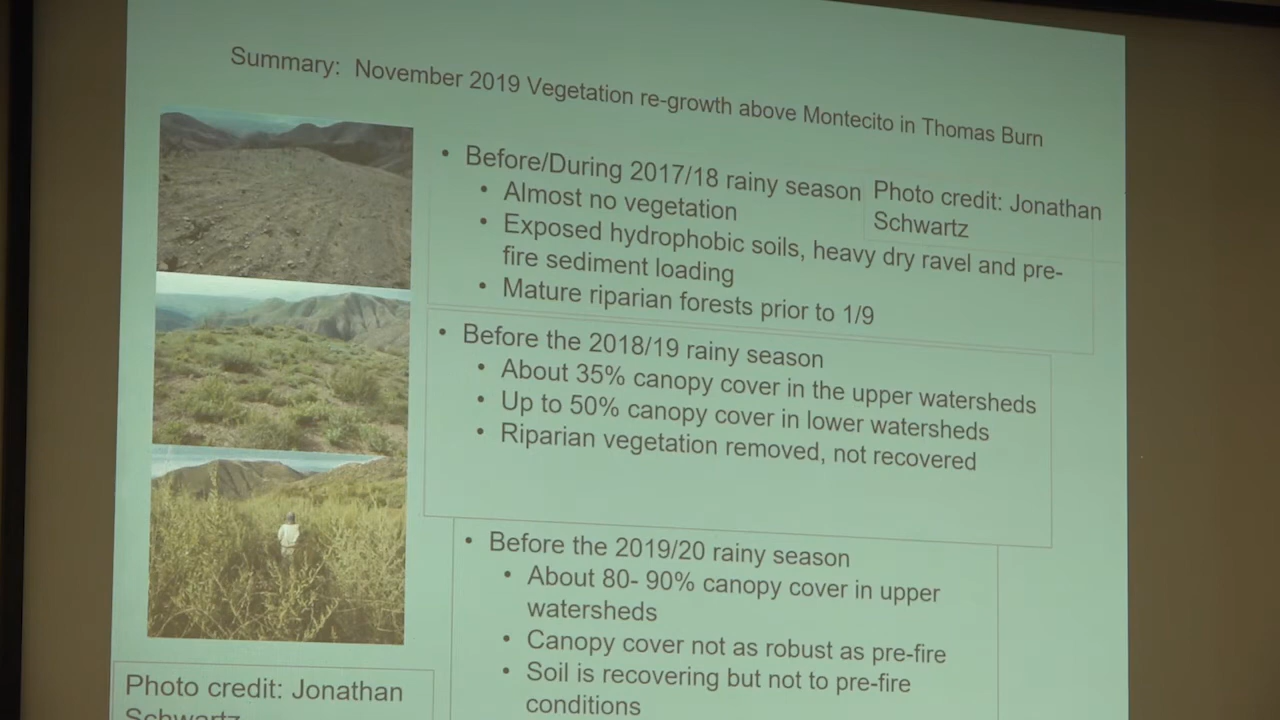 Summary: November 2019 Vegetation re-growth above Montecito in Thomas Burn
• Before/During 2017/18 rainy season
Photo credit: Jonathan
Schwartz
• Almost no vegetation
• Exposed hydrophobic soils, heavy dry ravel and pre-
fire sediment loading
• Mature riparian forests prior to 1/9
• Before the 2018/19 rainy season
• About 35% canopy cover in the upper watersheds
• Up to 50% canopy cover in lower watersheds
• Riparian vegetation removed, not recovered
• Before the 2019/20 rainy season
• About 80- 90% canopy cover in upper
watersheds
• Canopy cover not as robust as pre-fire
• Soil is recovering but not to pre-fire
conditions
Photo credit: Jonathan
Schwartz